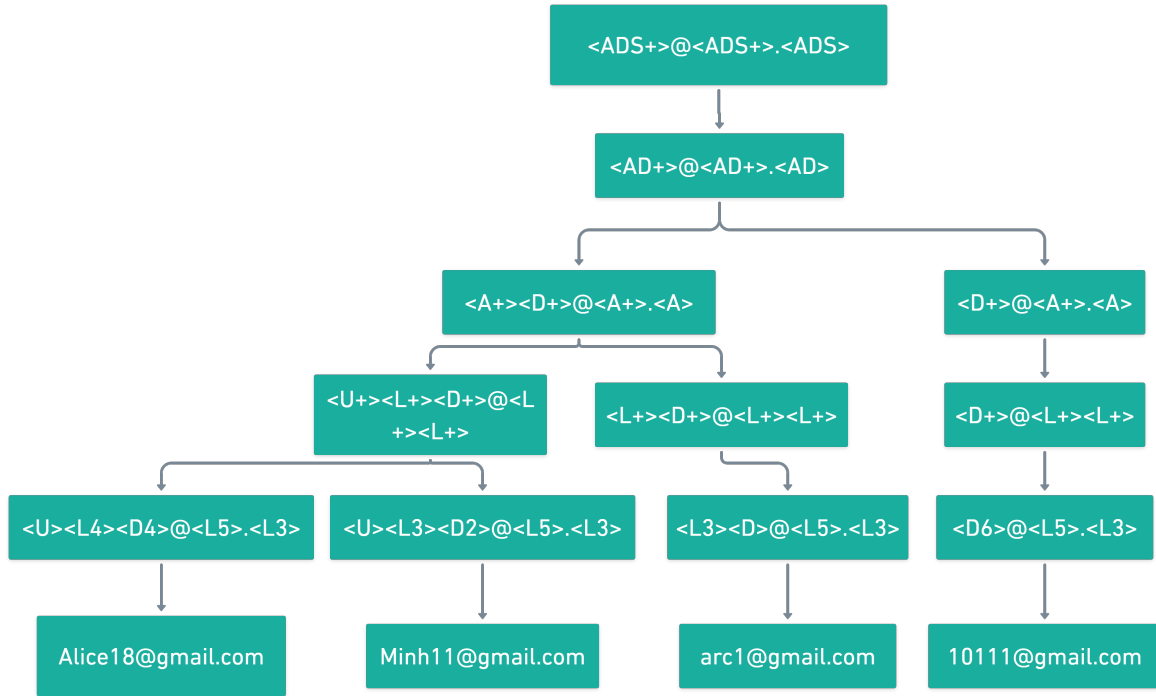 <ADS+>@<ADS+>.<ADS>
<AD+>@<AD+>.<AD>
<A+><D+>@<A+>.<A>
<D+>@<A+>.<A>
<U+><L+><D+>@<L
+><L+>
<L+><D+>@<L+><L+>
<D+>@<L+><L+>
<U><L4><D4>@<L5>.<L3>
<U><L3><D2>@<L5>.<L3>
<L3><D>@<L5>.<L3>
<D6>@<L5>.<L3>
Alice18@gmail.com
Minh11@gmail.com
arc1@gmail.com
10111@gmail.com